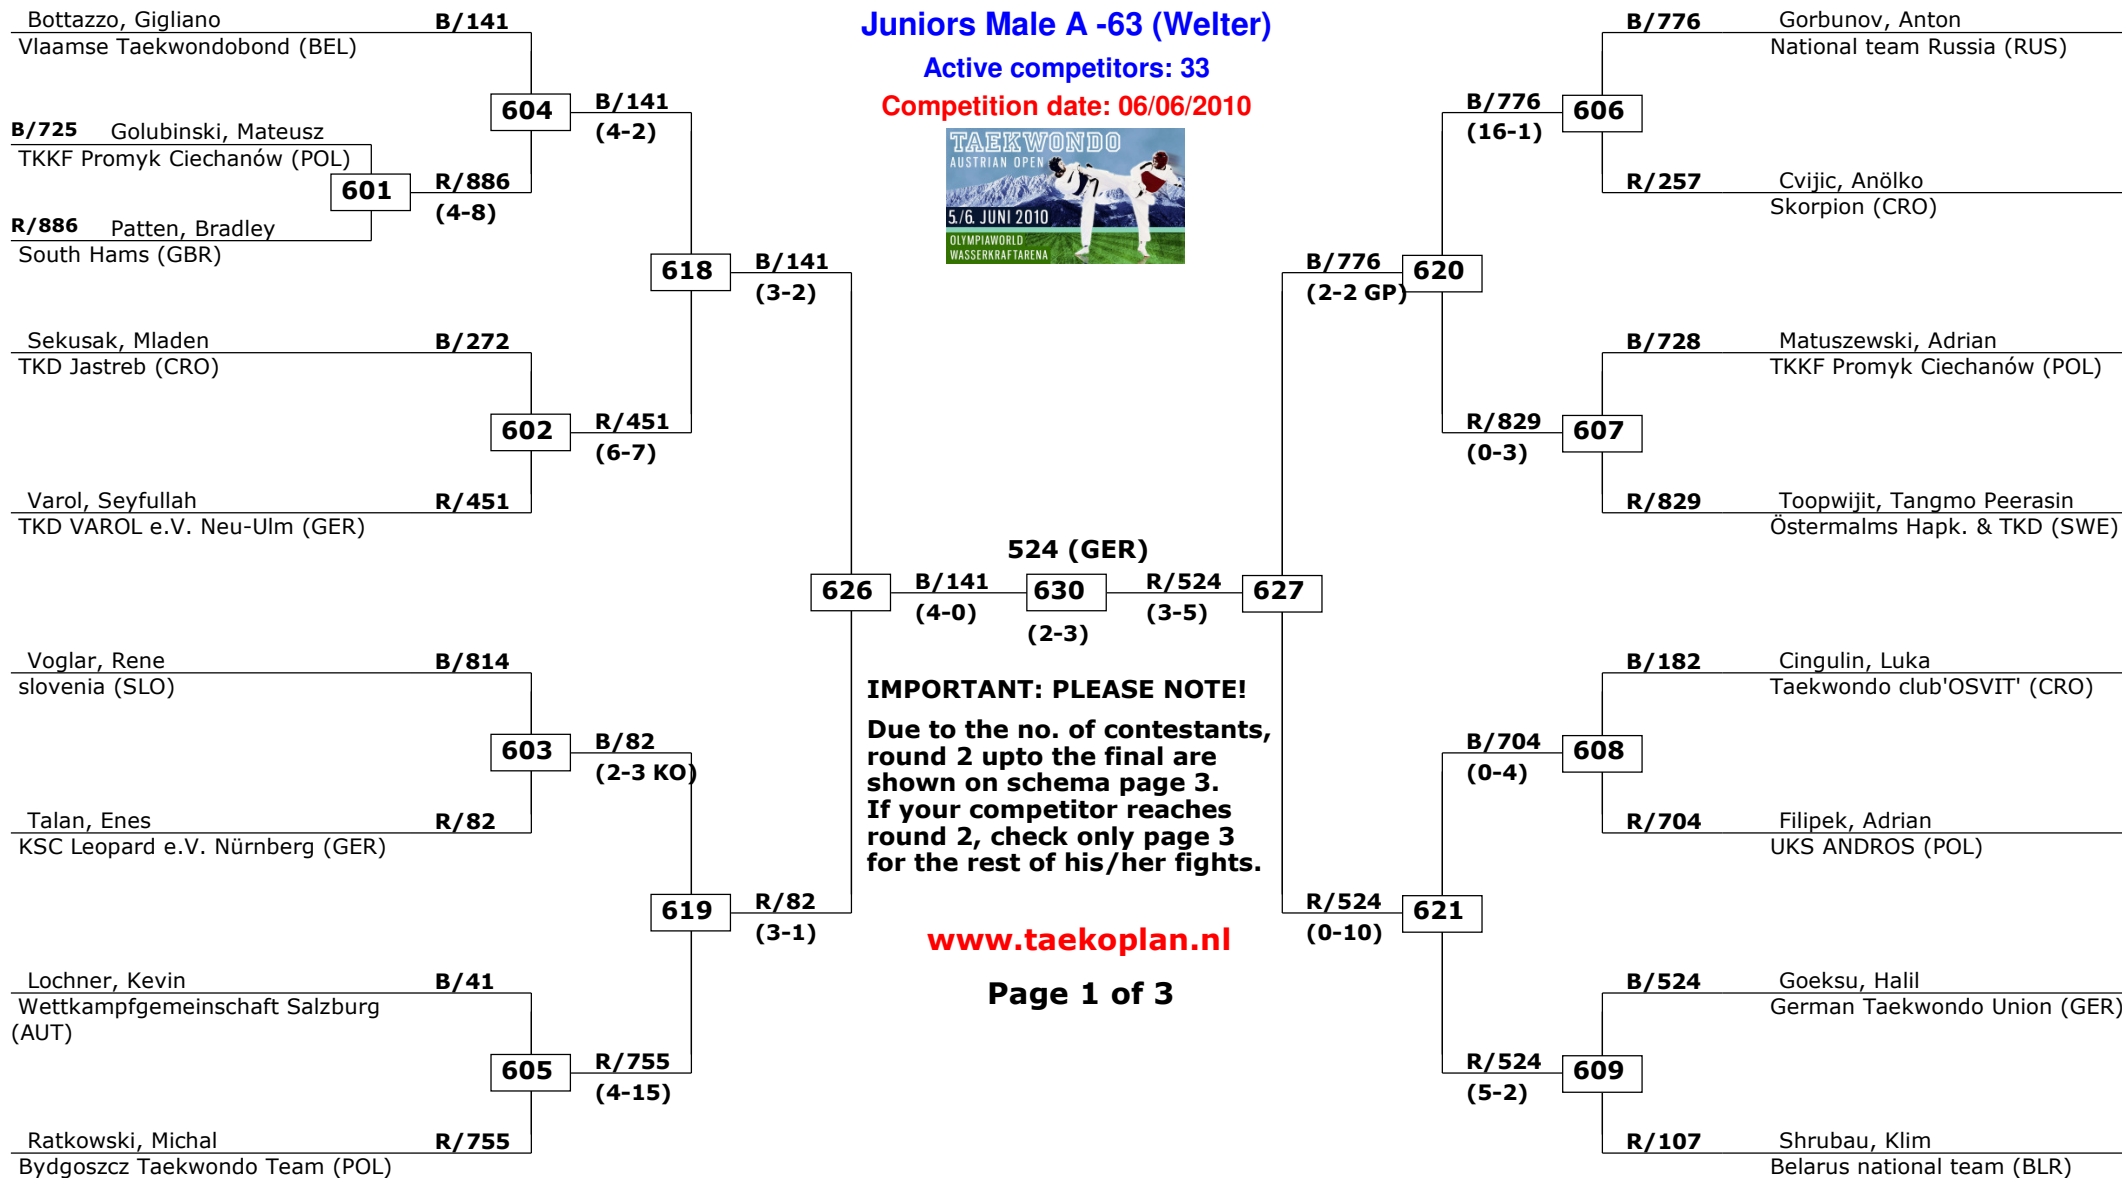 Juniors Male A -63 (Welter)
Active competitors: 33
Competition date: 06/06/2010
TAEKWONDO
AUSTRIAN OPEN
5./6. JUNI 2010
OLYMPIAWORLD
WASSERKRAFTARENA
Bottazzo, Gigliano B/141
Vlaamse Taekwondobond (BEL)
604
B/141
(4-2)
B/725 Golubinski, Mateusz
TKKF Promyk Ciechanów (POL)
601
R/886
(4-8)
R/886 Patten, Bradley
South Hams (GBR)
618
B/141
(3-2)
Sekusak, Mladen B/272
TKD Jastreb (CRO)
602
R/451
(6-7)
Varol, Seyfullah R/451
TKD VAROL e.V. Neu-Ulm (GER)
626
B/141
(4-0)
Voglar, Rene B/814
slovenia (SLO)
603
B/82
(2-3 KO)
Talan, Enes R/82
KSC Leopard e.V. Nürnberg (GER)
619
R/82
(3-1)
Lochner, Kevin B/41
Wettkampfgemeinschaft Salzburg
(AUT)
605
R/755
(4-15)
Ratkowski, Michal R/755
Bydgoszcz Taekwondo Team (POL)
524 (GER)
630
(2-3)
IMPORTANT: PLEASE NOTE!
Due to the no. of contestants,
round 2 upto the final are
shown on schema page 3.
If your competitor reaches
round 2, check only page 3
for the rest of his/her fights.
www.taekoplan.nl
Page 1 of 3
B/776 Gorbunov, Anton
National team Russia (RUS)
B/776
(16-1)
606
R/257 Cvijic, Anölko
Skorpion (CRO)
B/776
(2-2 GP)
620
B/728 Matuszewski, Adrian
TKKF Promyk Ciechanów (POL)
R/829
(0-3)
607
R/829 Toopwijit, Tangmo Peerasin
Östermalms Hapk. & TKD (SWE)
R/524
(3-5)
627
B/182 Cingulin, Luka
Taekwondo club'OSVIT' (CRO)
B/704
(0-4)
608
R/704 Filipek, Adrian
UKS ANDROS (POL)
R/524
(0-10)
621
B/524 Goeksu, Halil
German Taekwondo Union (GER)
R/524
(5-2)
609
R/107 Shrubau, Klim
Belarus national team (BLR)